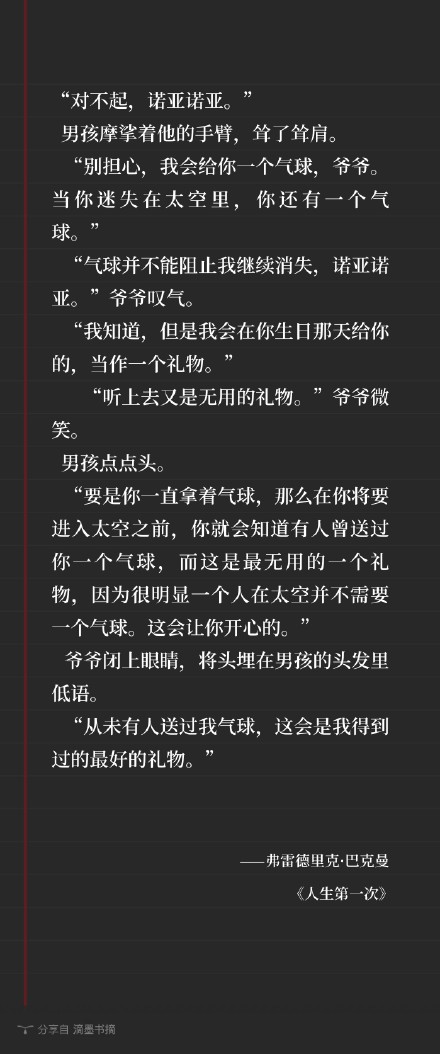 “对不起，诺亚诺亚。”
男孩摩挲着他的手臂，耸了耸肩。
“别担心，我会给你一个气球，爷爷。
当你迷失在太空里，你还有一个气
球。”
“气球并不能阻止我继续消失，诺亚诺
亚。”爷爷叹气。
“我知道，但是我会在你生日那天给你
的，当作一个礼物。”
“听上去又是无用的礼物。”爷爷微
笑。
男孩点点头。
“要是你一直拿着气球，那么在你将要
进入太空之前，你就会知道有人曾送过
你一个气球，而这是最无用的一个礼
物，因为很明显一个人在太空并不需要
一个气球。这会让你开心的。”
爷爷闭上眼睛，将头埋在男孩的头发里
低语。
“从未有人送过我气球，这会是我得到
过的最好的礼物。”
——弗雷德里克·巴克曼
《人生第一次》
分享自 滴墨书摘